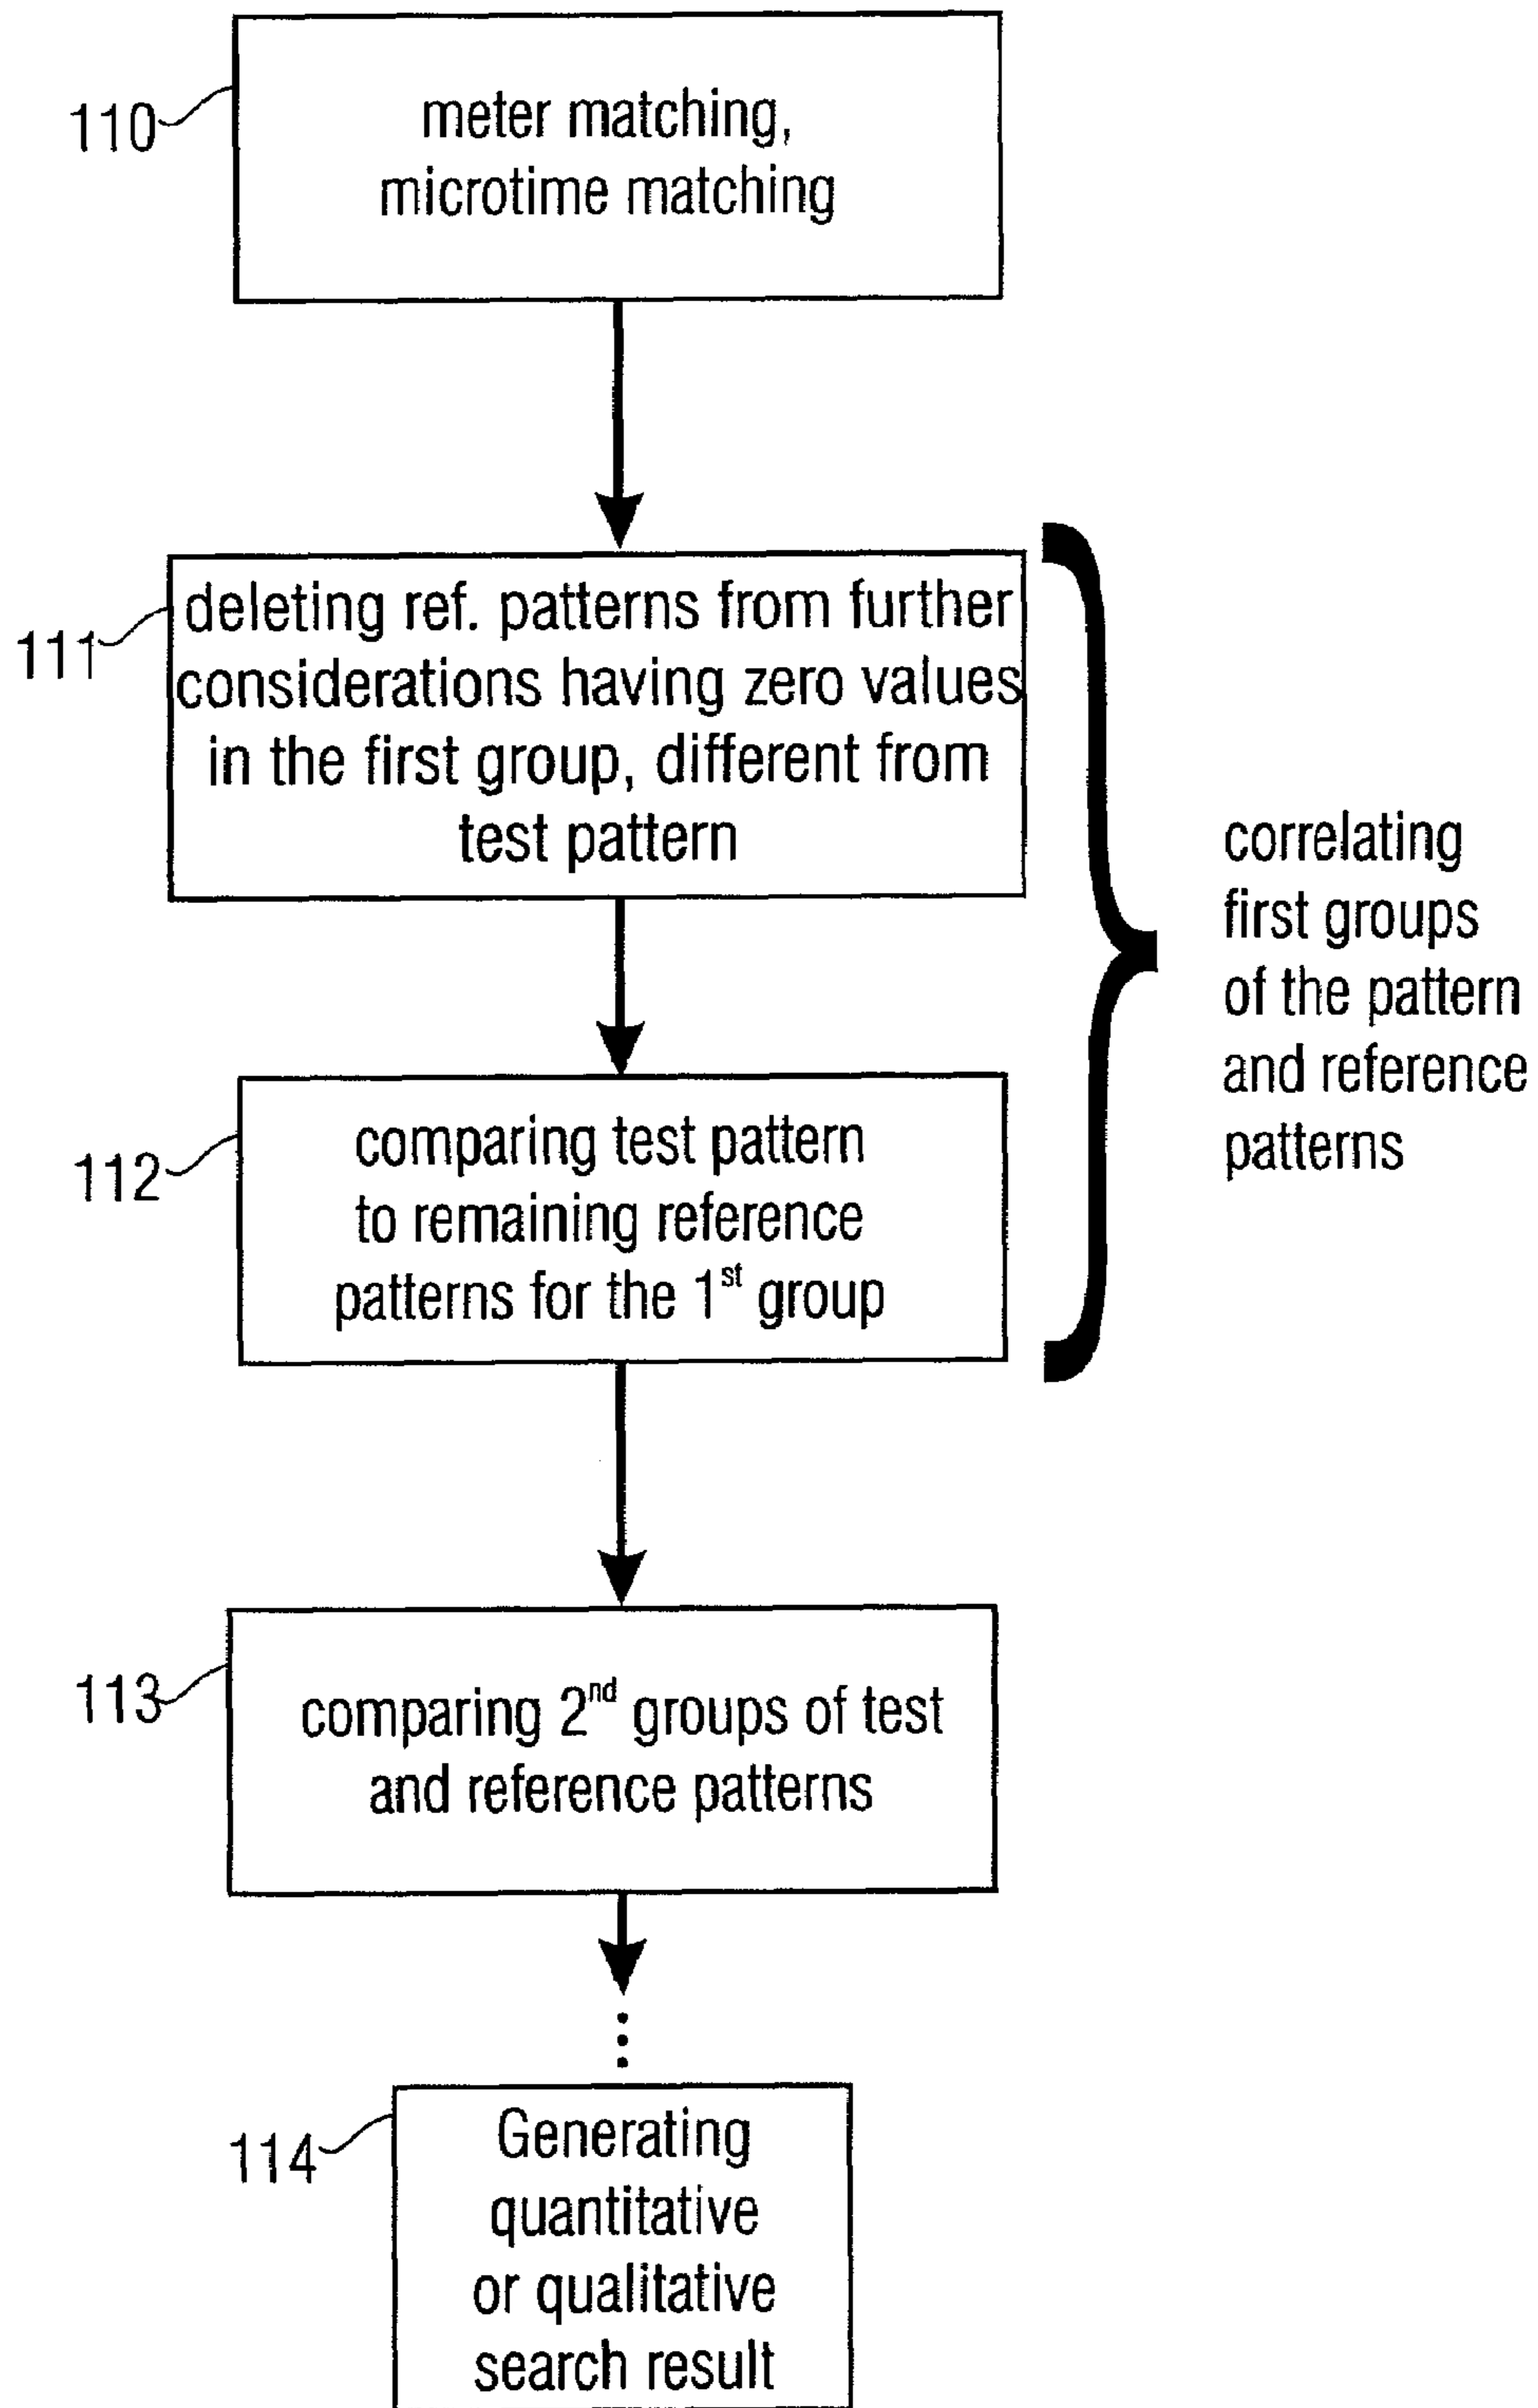 110
meter matching,
microtime matching
111
deleting ref. patterns from further
considerations having zero values
in the first group, different from
test pattern
correlating
first groups
of the pattern
and reference
patterns
112
comparing test pattern
to remaining reference
patterns for the 1st group
113
comparing 2nd groups of test
and reference patterns
114
Generating
quantitative
or qualitative
search result